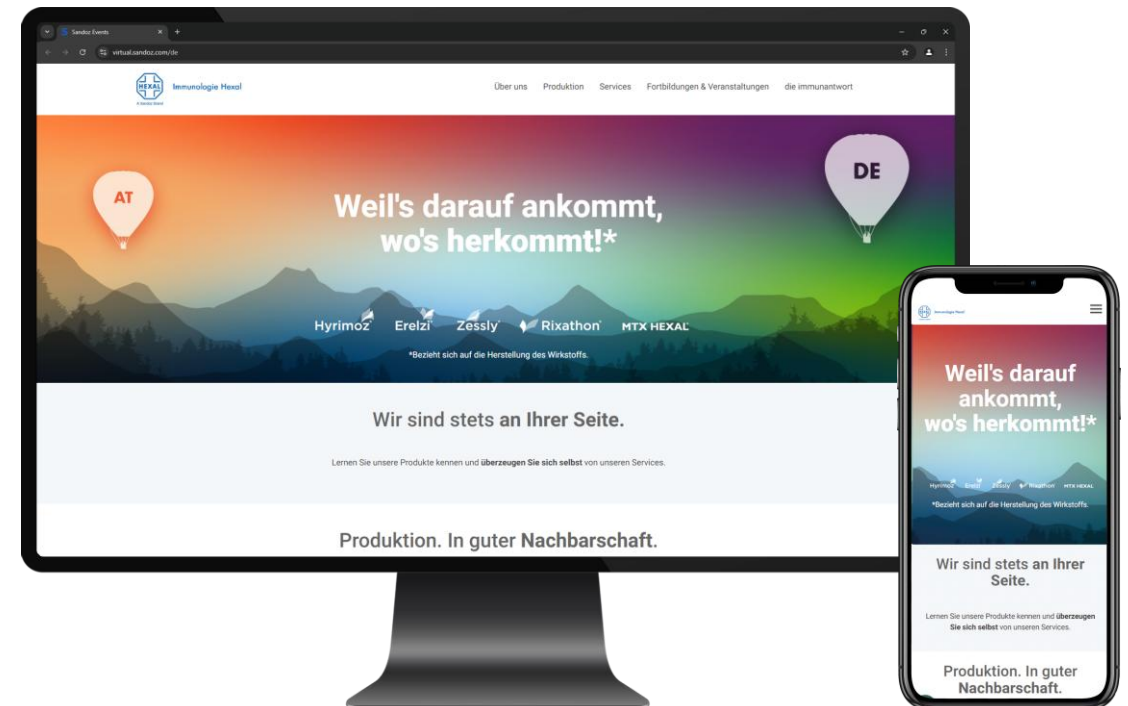 Sandoz Events
virtual.sandoz.com/de
HEXAL
A Sandoz Brand
Immunologie Hexal
Über uns Produktion Services Fortbildungen & Veranstaltungen die immunantwort
AT
DE
Weil's darauf ankommt,
wo's herkommt!*
Hyrimoz Erelzi Zessly Rixathon MTX HEXAL
*Bezieht sich auf die Herstellung des Wirkstoffs.
Wir sind stets an Ihrer Seite.
Lernen Sie unsere Produkte kennen und überzeugen Sie sich selbst von unseren Services.
Produktion. In guter Nachbarschaft.
Immunologie Hexal
Weil's darauf
ankommt,
wo's herkommt!*
Hyrimoz Erelzi Zessly Rixathon MTX HEXAL
*Bezieht sich auf die Herstellung des Wirkstoffs.
Wir sind stets an Ihrer
Seite.
Lernen Sie unsere Produkte kennen und überzeugen
Sie sich selbst von unseren Services.
Produktion. In guter
Nachbarschaft.